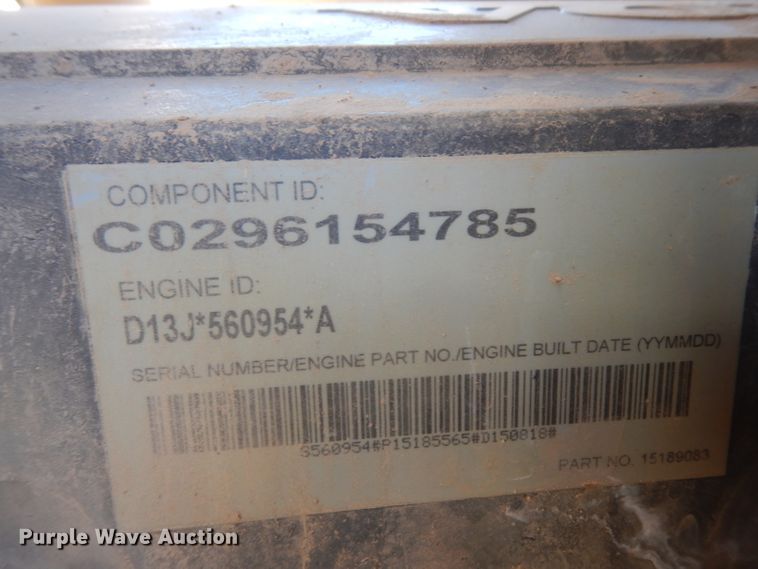 COMPONENT ID:
C0296154785
ENGINE ID:
D13J*560954*A
SERIAL NUMBER/ENGINE PART NO./ENGINE BUILT DATE (YYMMDD)
S560954#P15185565#D150818#
PART NO. 15189083
Purple Wave Auction